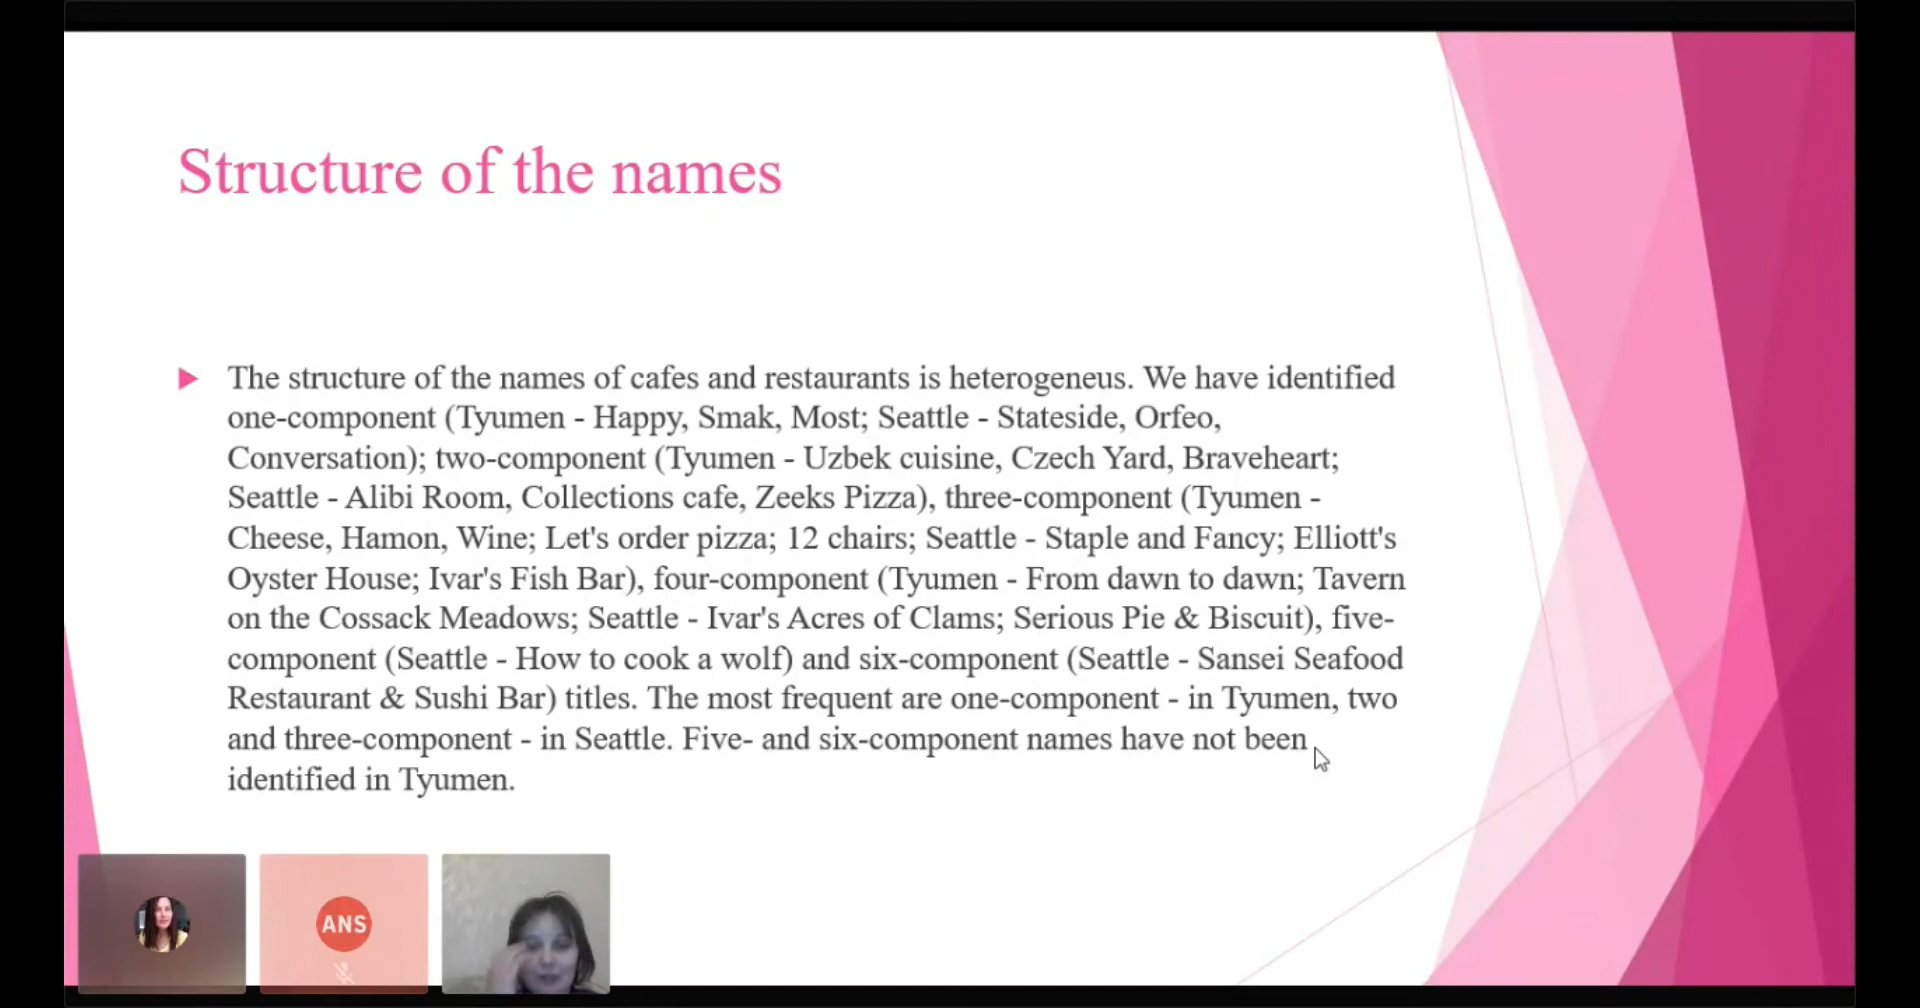 Structure of the names
The structure of the names of cafes and restaurants is heterogeneus. We have identified
one-component (Tyumen - Happy, Smak, Most; Seattle - Stateside, Orfeo,
Conversation); two-component (Tyumen - Uzbek cuisine, Czech Yard, Braveheart;
Seattle - Alibi Room, Collections cafe, Zeeks Pizza), three-component (Tyumen -
Cheese, Hamon, Wine; Let's order pizza; 12 chairs; Seattle - Staple and Fancy; Elliott's
Oyster House; Ivar's Fish Bar), four-component (Tyumen - From dawn to dawn; Tavern
on the Cossack Meadows; Seattle - Ivar's Acres of Clams; Serious Pie & Biscuit), five-
component (Seattle - How to cook a wolf) and six-component (Seattle - Sansei Seafood
Restaurant & Sushi Bar) titles. The most frequent are one-component - in Tyumen, two
and three-component - in Seattle. Five- and six-component names have not been
identified in Tyumen.
ANS